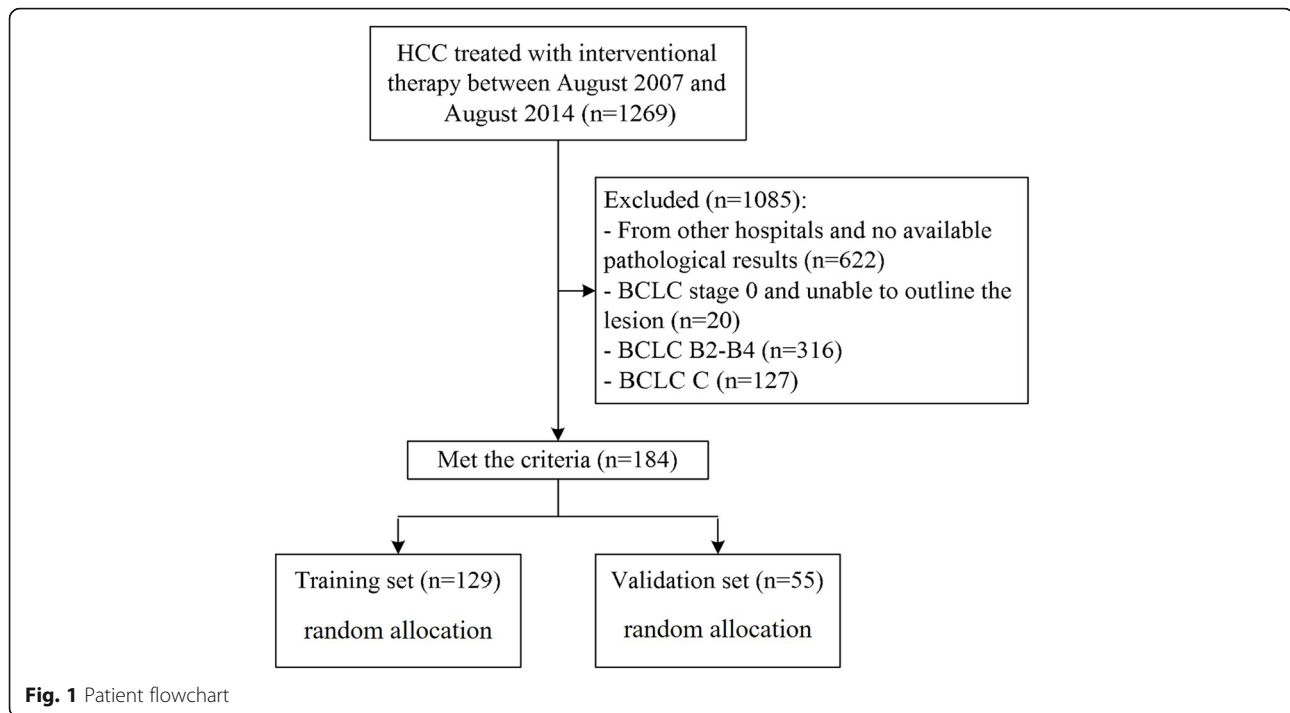 HCC treated with interventional
therapy between August 2007 and
August 2014 (n=1269)
Excluded (n=1085):
- From other hospitals and no available
pathological results (n=622)
- BCLC stage 0 and unable to outline the
lesion (n=20)
- BCLC B2-B4 (n=316)
- BCLC C (n=127)
Met the criteria (n=184)
Training set (n=129)
random allocation
Validation set (n=55)
random allocation
Fig. 1 Patient flowchart